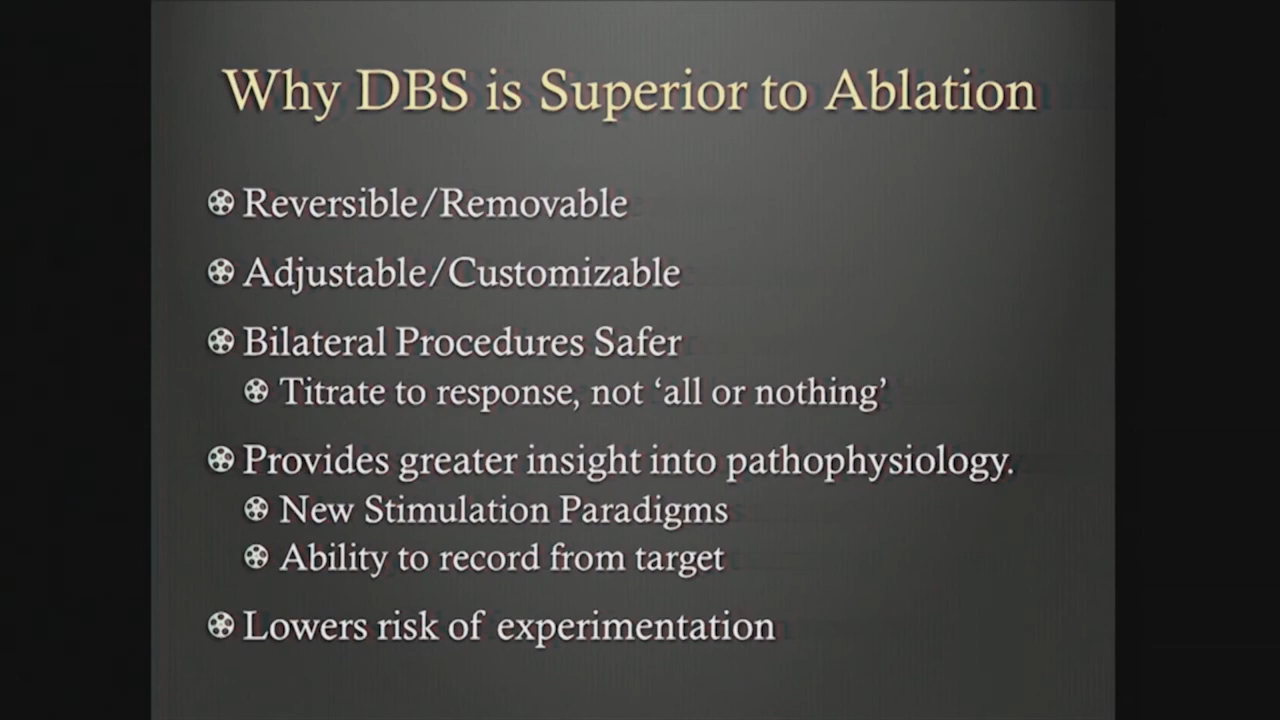 Why DBS is Superior to Ablation
Reversible/Removable
Adjustable/Customizable
Bilateral Procedures Safer
Titrate to response, not ‘all or nothing’
Provides greater insight into pathophysiology.
New Stimulation Paradigms
Ability to record from target
Lowers risk of experimentation